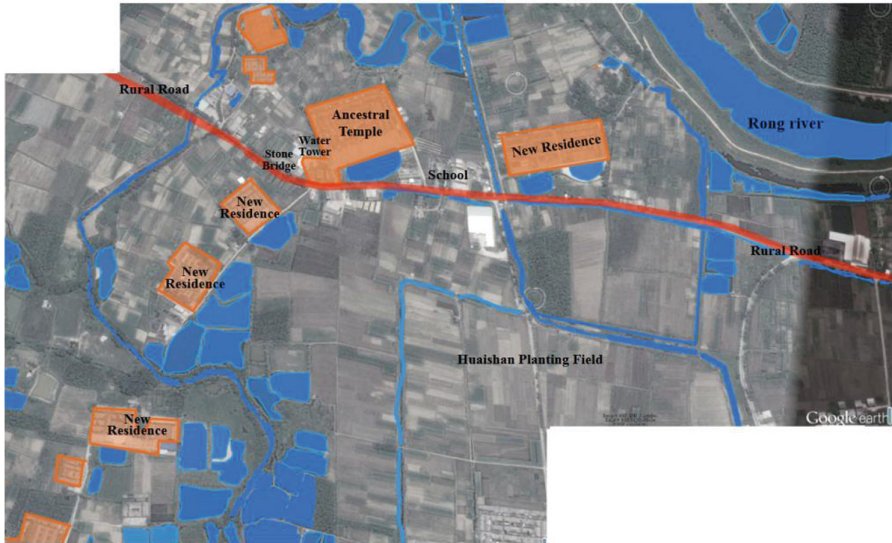 Rural Road
Ancestral
Temple
Water
Tower
Stone
Bridge
New Residence
Rong river
School
New
Residence
New
Residence
Rural Road
Huaishan Planting Field
New
Residence
Google earth